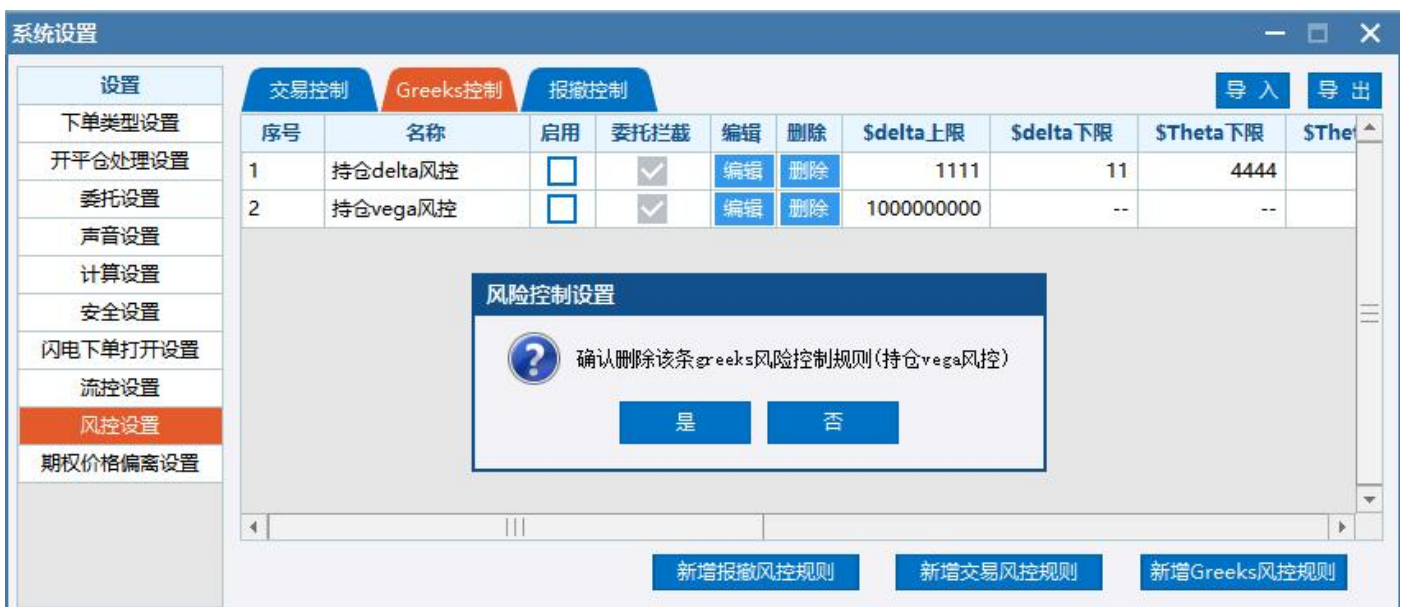 系统设置
设置
下单类型设置
开平仓处理设置
委托设置
声音设置
计算设置
安全设置
闪电下单打开设置
流控设置
风控设置
期权价格偏离设置
交易控制 Greeks控制 报撤控制 导 入 导 出
序号 名称 启用 委托拦截 编辑 删除 $delta上限 $delta下限 $Theta下限 $Thet
1 持仓delta风控 编辑 删除 1111 11 4444
2 持仓vega风控 编辑 删除 1000000000 -- --
风险控制设置
确认删除该条greeks风险控制规则(持仓vega风控)
是 否
新增报撤风控规则 新增交易风控规则 新增Greeks风控规则